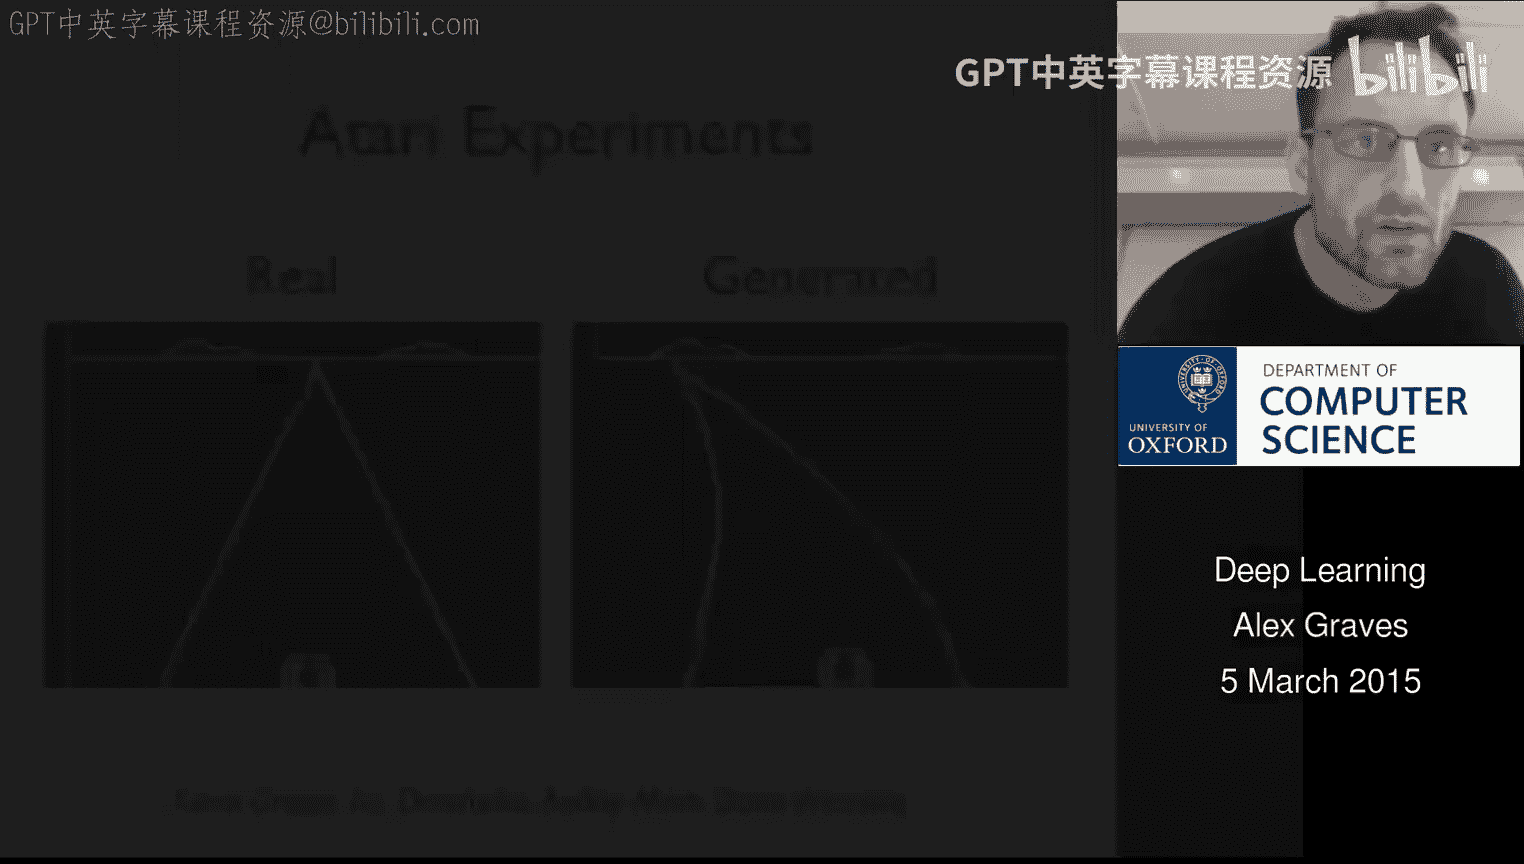 GPT中英字幕课程资源@bilibili.com
GPT中英字幕课程资源 bilibili
Atari Experiments
Real
Generated
UNIVERSITY OF
OXFORD
DEPARTMENT OF
COMPUTER
SCIENCE
Deep Learning
Alex Graves
5 March 2015